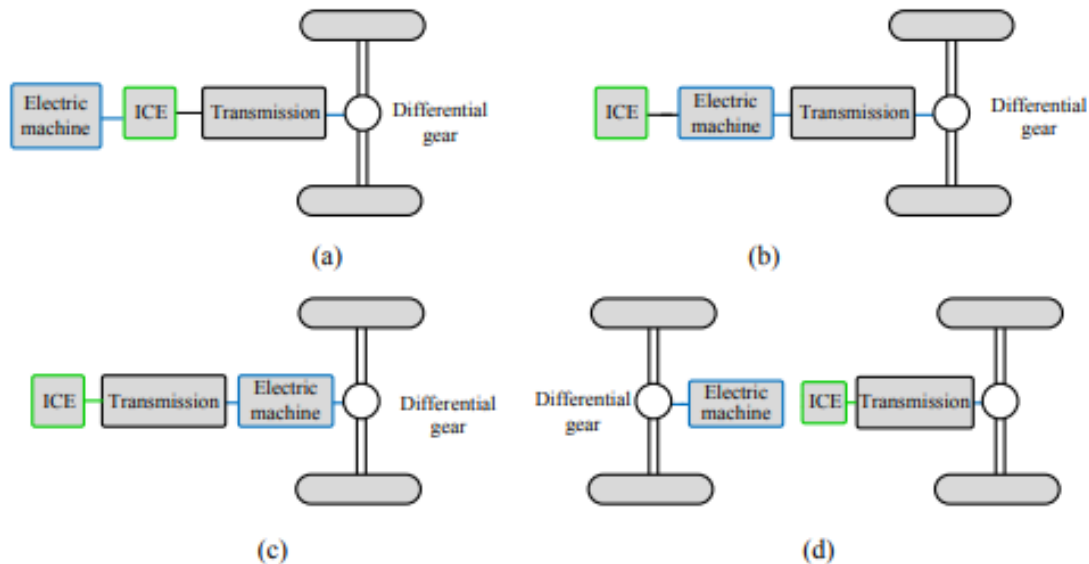 Electric
machine
ICE
Transmission
Differential
gear
(a)
ICE
Electric
machine
Transmission
Differential
gear
(b)
ICE
Transmission
Electric
machine
Differential
gear
(c)
Differential
gear
Electric
machine
ICE
Transmission
(d)